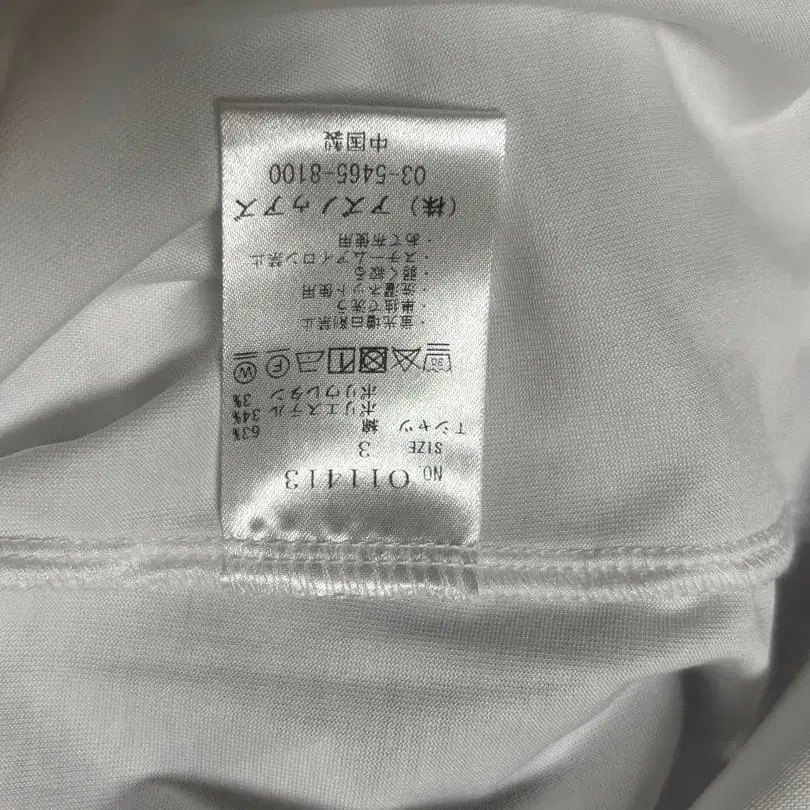 NO. O11413
SIZE 3
Tシャツ 綿 63%
ポリエステル 34%
ポリウレタン 3%
30
F W
・蛍光増白剤禁止
・単独で洗う
・洗濯ネット使用
・弱く絞る
・スチームアイロン禁止
・あて布使用
(株) アズノゥアズ
03-5465-8100
中国製